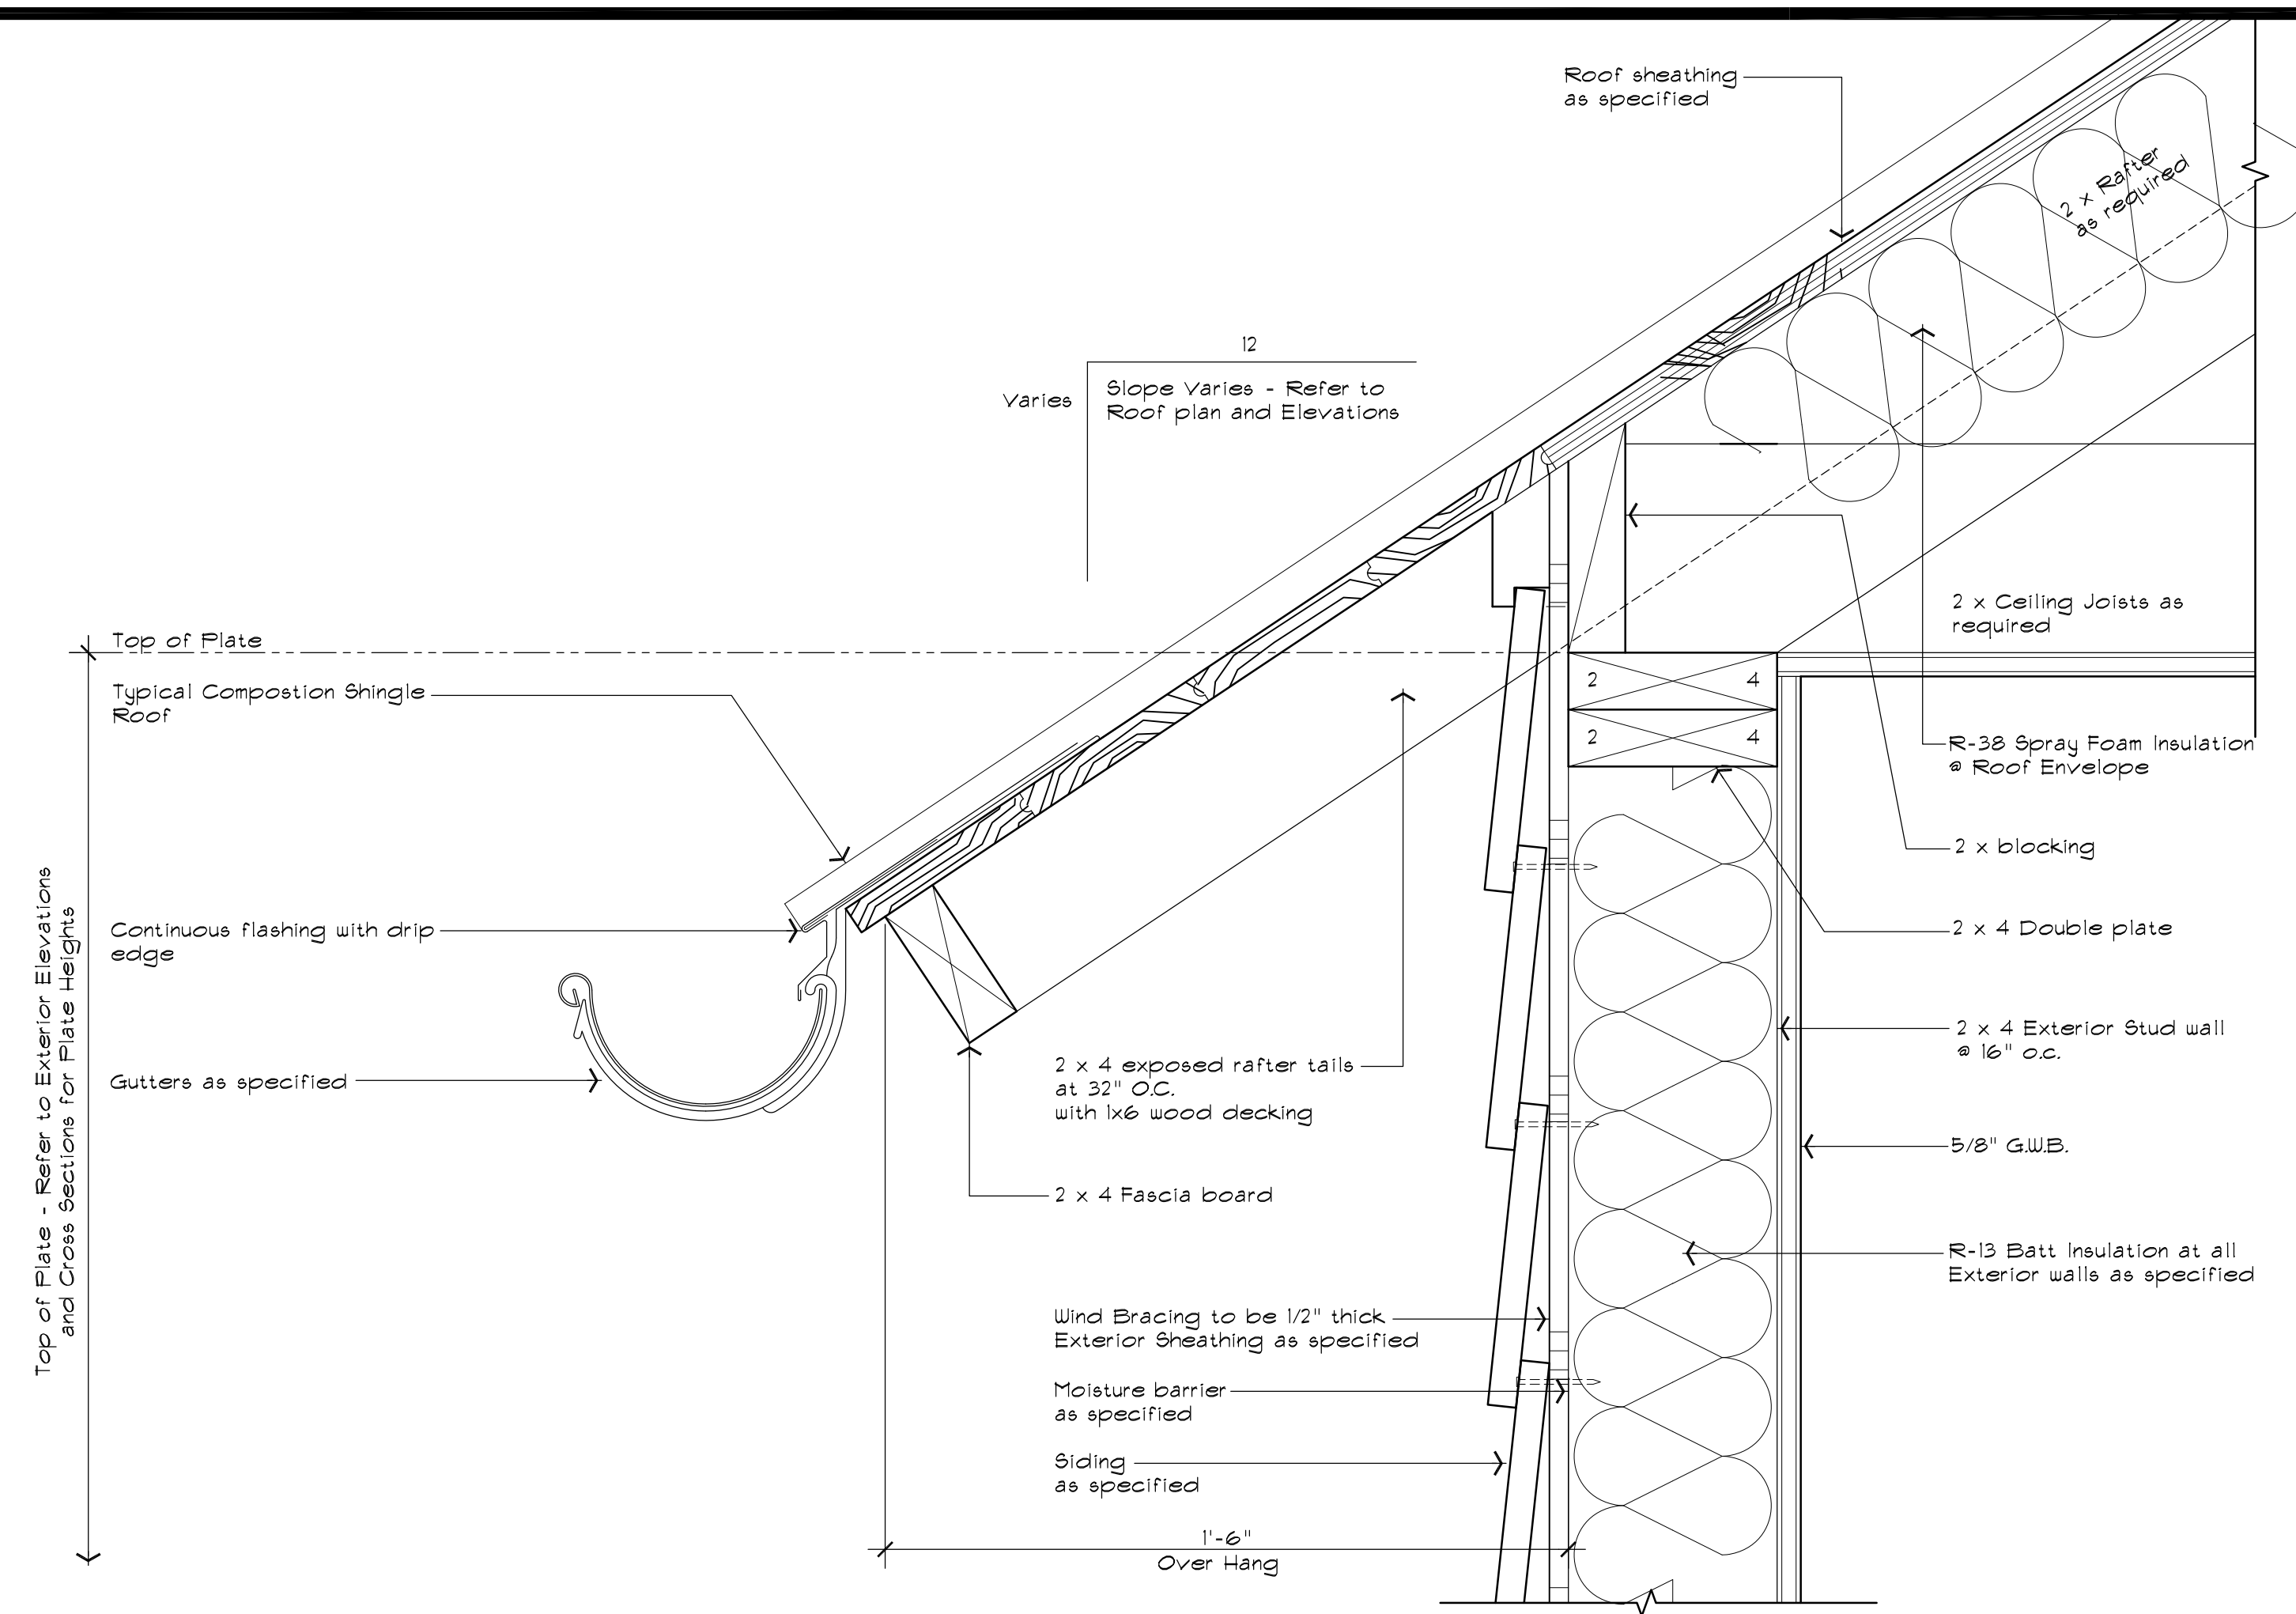 Roof sheathing
as specified
2 x Rafter
as required
12
Varies
Slope Varies - Refer to
Roof plan and Elevations
Top of Plate
Typical Compostion Shingle
Roof
Continuous flashing with drip
edge
Gutters as specified
Top of Plate - Refer to Exterior Elevations
and Cross Sections for Plate Heights
2 x 4 exposed rafter tails
at 32" O.C.
with 1x6 wood decking
2 x 4 Fascia board
Wind Bracing to be 1/2" thick
Exterior Sheathing as specified
Moisture barrier
as specified
Siding
as specified
1'-6"
Over Hang
2 4
2 4
2 x Ceiling Joists as
required
R-38 Spray Foam Insulation
@ Roof Envelope
2 x blocking
2 x 4 Double plate
2 x 4 Exterior Stud wall
@ 16" o.c.
5/8" G.W.B.
R-13 Batt Insulation at all
Exterior walls as specified